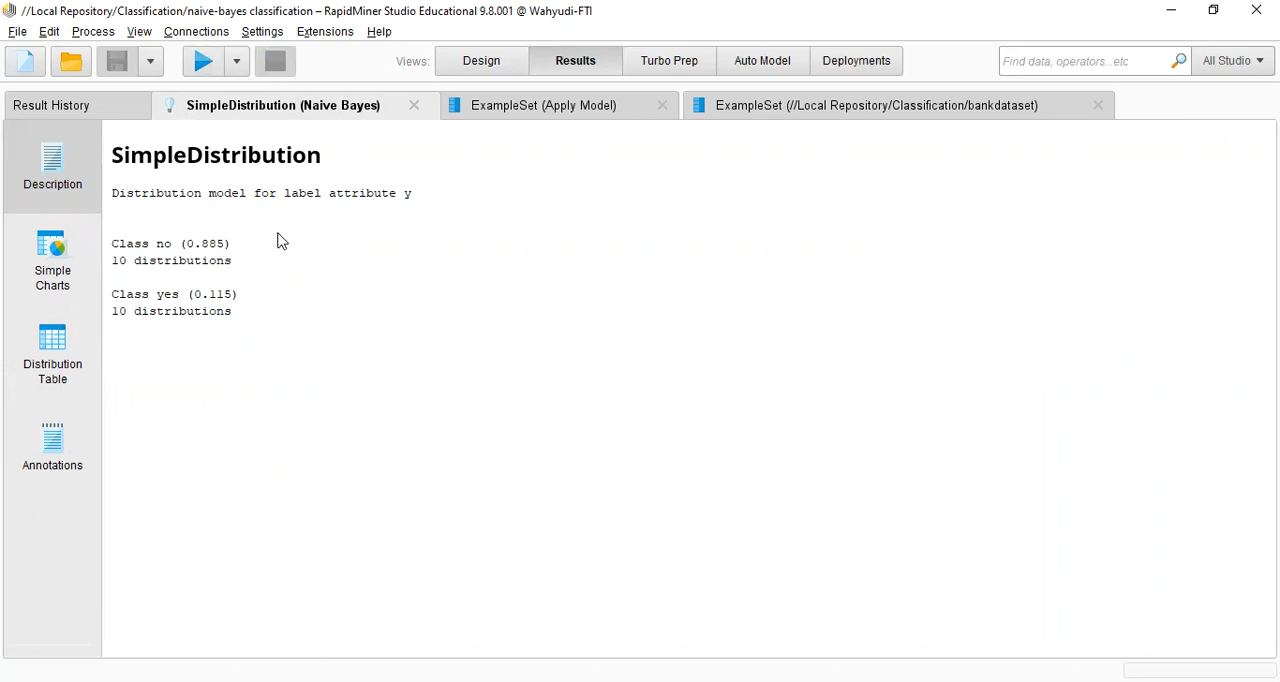 //Local Repository/Classification/naive-bayes classification – RapidMiner Studio Educational 9.8.001 @ Wahyudi-FTI
File Edit Process View Connections Settings Extensions Help
Views: Design Results Turbo Prep Auto Model Deployments Find data, operators...etc All Studio
Result History SimpleDistribution (Naive Bayes) ExampleSet (Apply Model) ExampleSet (//Local Repository/Classification/bankdataset)
Description
Simple
Charts
Distribution
Table
Annotations
SimpleDistribution
Distribution model for label attribute y
Class no (0.885)
10 distributions
Class yes (0.115)
10 distributions